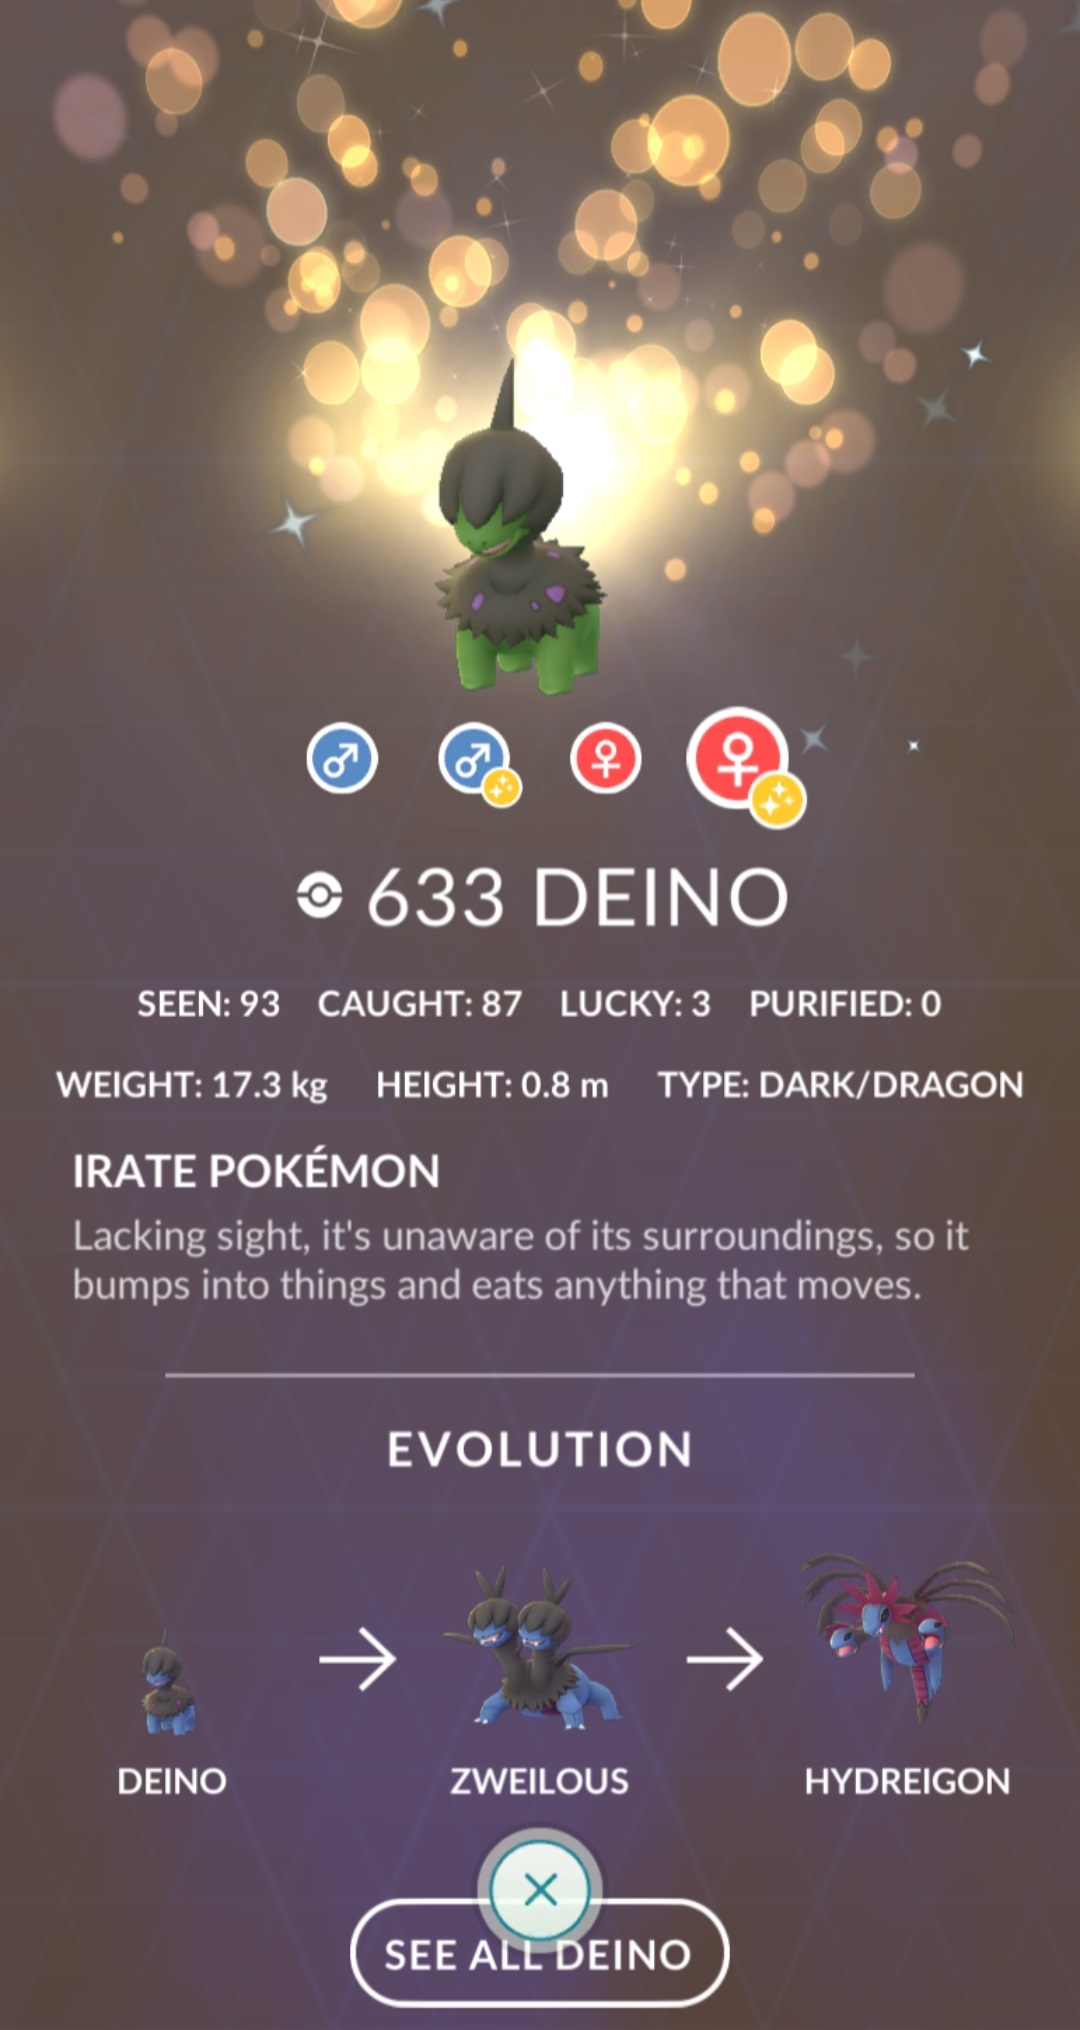 633 DEINO
SEEN: 93 CAUGHT: 87 LUCKY: 3 PURIFIED: 0
WEIGHT: 17.3 kg HEIGHT: 0.8 m TYPE: DARK/DRAGON
IRATE POKÉMON
Lacking sight, it's unaware of its surroundings, so it
bumps into things and eats anything that moves.
EVOLUTION
DEINO ZWEILOUS HYDREIGON
SEE ALL DEINO